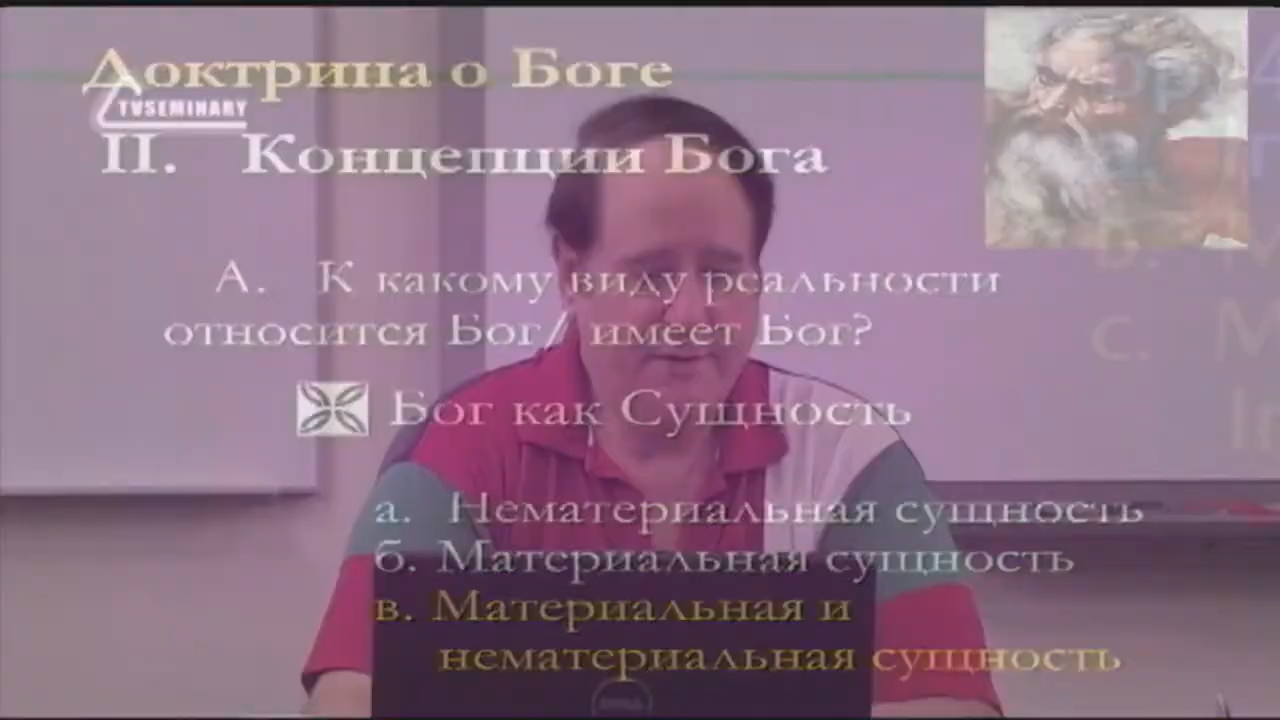 Доктрина о Боге
TVSEMINARY
II. Концепции Бога
А. К какому виду реальности
относится Бог/ имеет Бог?
Бог как Сущность
а. Нематериальная сущность
б. Материальная сущность
в. Материальная и
нематериальная сущность
DELL